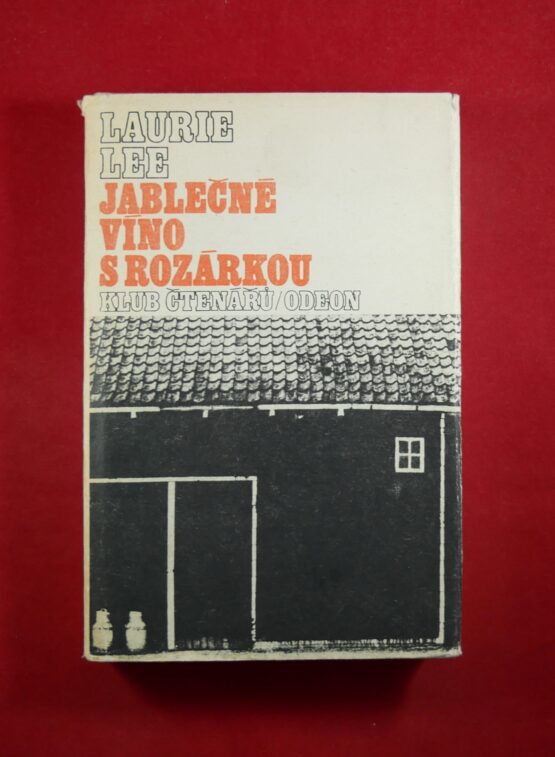 LAURIE
LEE
JABLEČNÉ
VÍNO
S ROZÁRKOU
KLUB ČTENÁŘŮ/ODEON